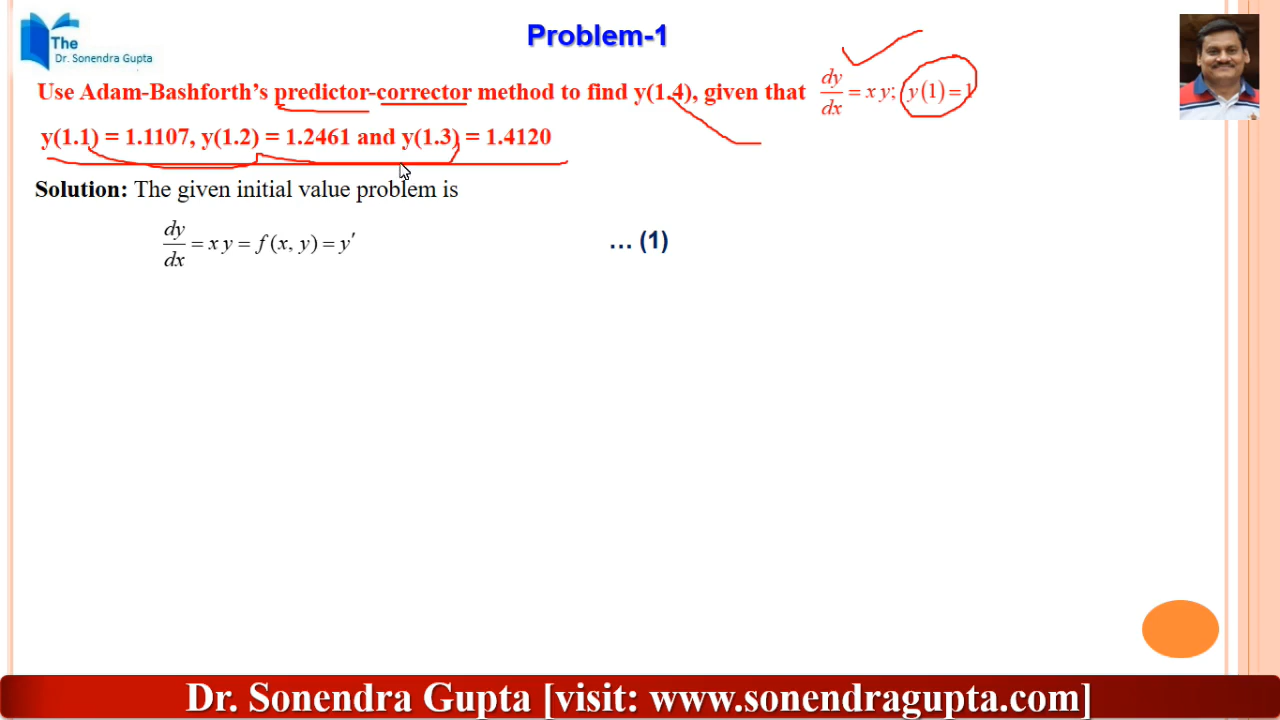 The
Dr. Sonendra Gupta
Problem-1
Use Adam-Bashforth's predictor-corrector method to find y(1.4), given that dy/dx = x y; y(1) = 1
y(1.1) = 1.1107, y(1.2) = 1.2461 and y(1.3) = 1.4120
Solution: The given initial value problem is
dy/dx = x y = f (x, y) = y′ ... (1)
Dr. Sonendra Gupta [visit: www.sonendragupta.com]